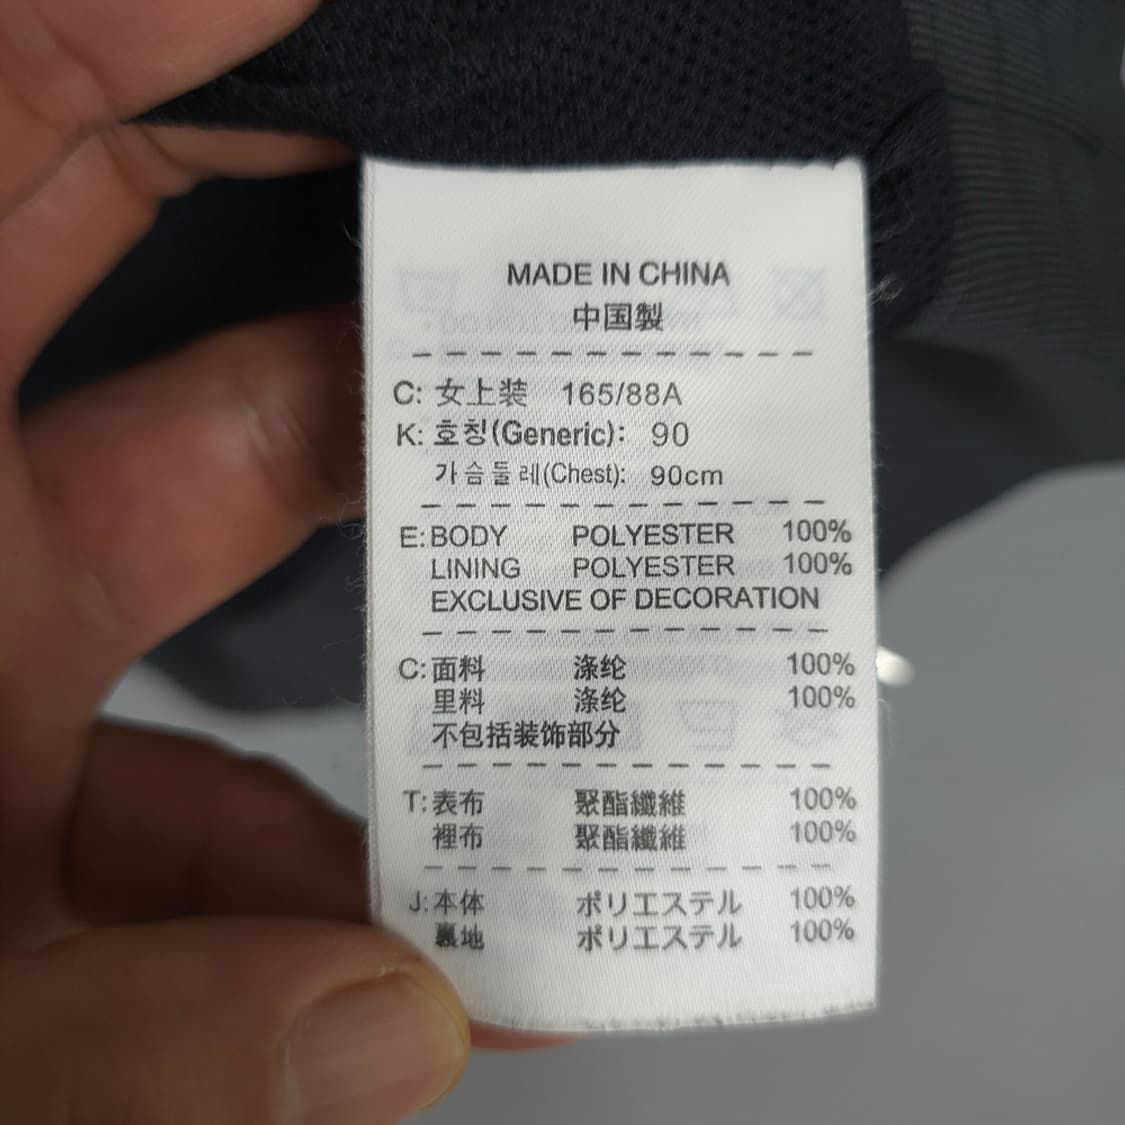 MADE IN CHINA
中国製
C: 女上装 165/88A
K: 호칭(Generic): 90
가슴둘레(Chest): 90cm
E: BODY POLYESTER 100%
LINING POLYESTER 100%
EXCLUSIVE OF DECORATION
C: 面料 涤纶 100%
里料 涤纶 100%
不包括装饰部分
T: 表布 聚酯纖維 100%
裡布 聚酯纖維 100%
J: 本体 ポリエステル 100%
裏地 ポリエステル 100%